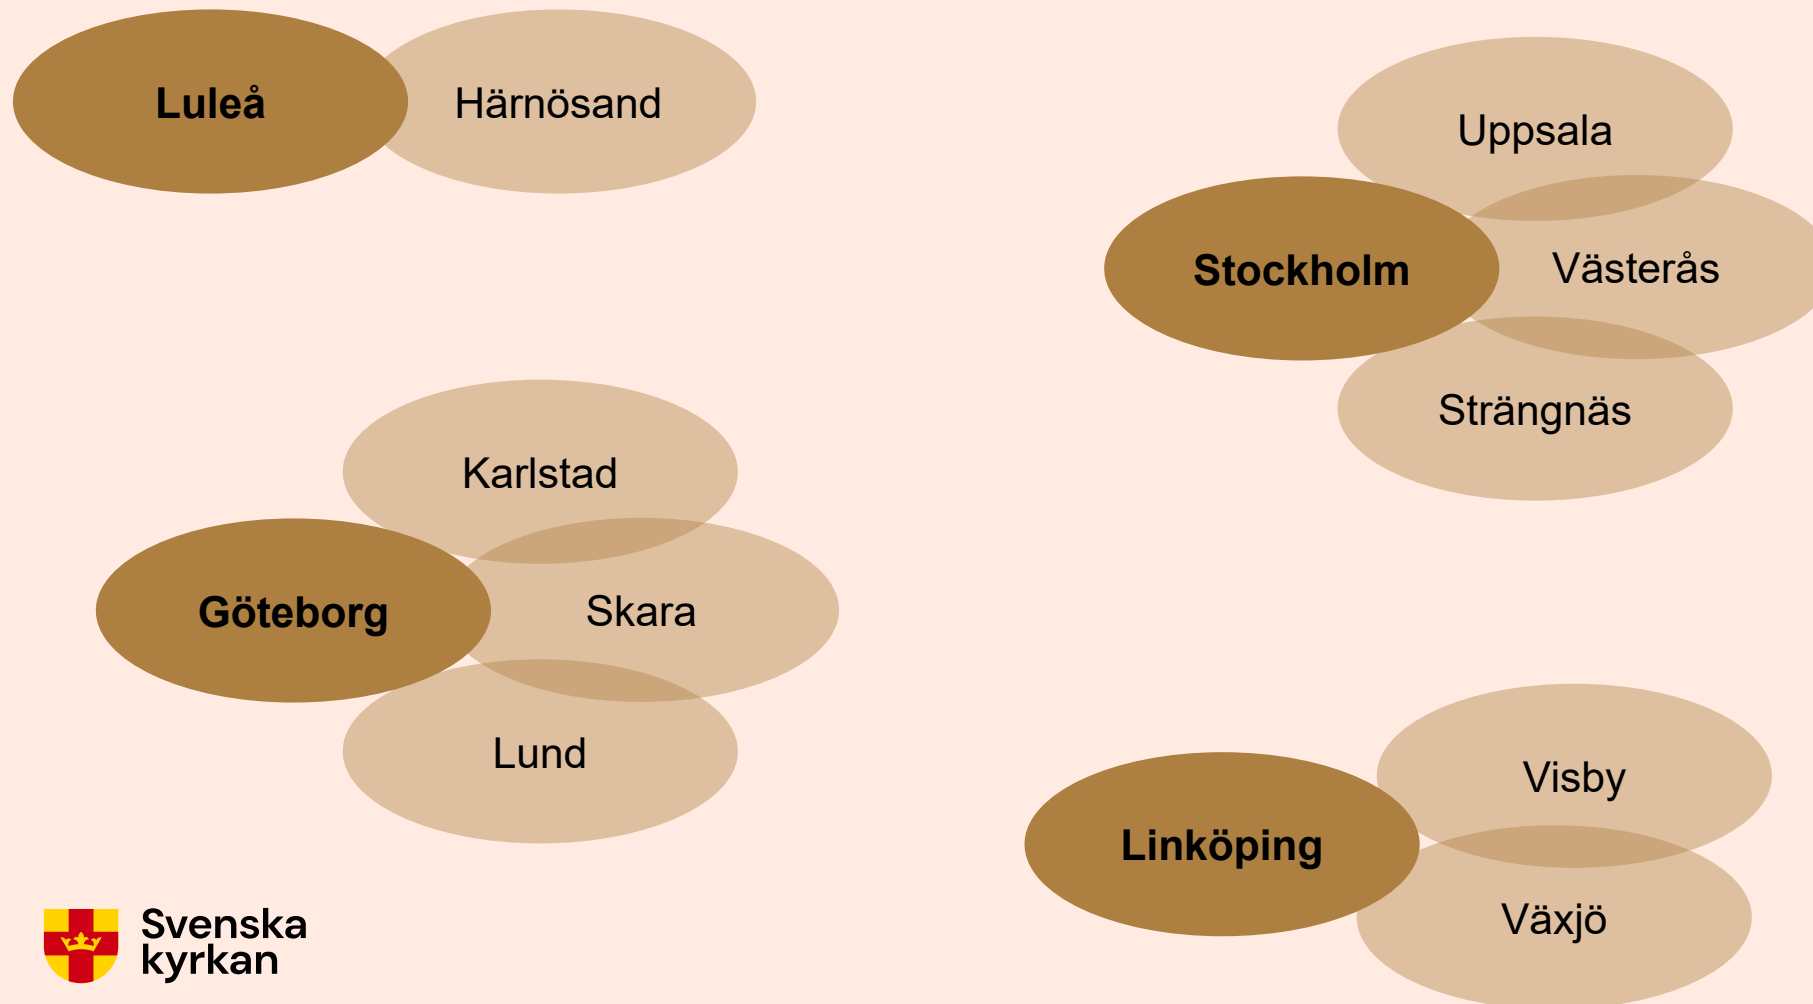 Luleå
Härnösand
Uppsala
Stockholm
Västerås
Strängnäs
Karlstad
Göteborg
Skara
Lund
Visby
Linköping
Växjö
Svenska
kyrkan